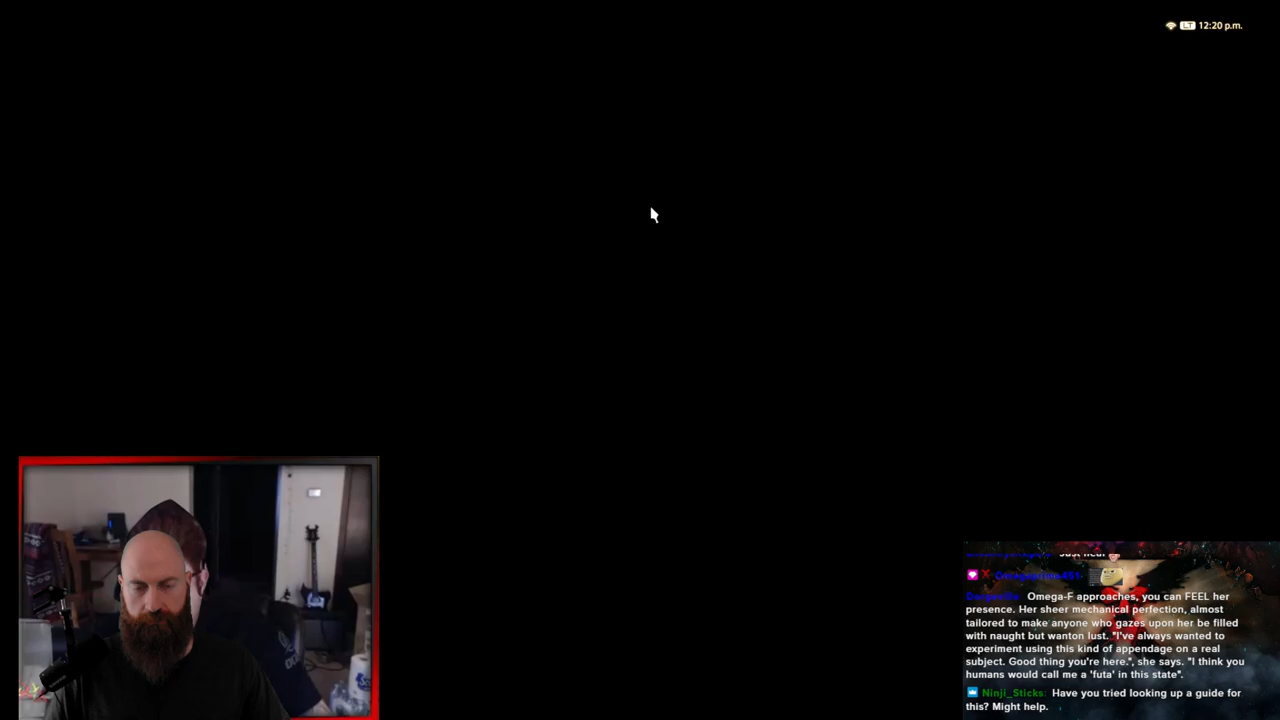 LT 12:20 p.m.
Just hear
Omega-F approaches, you can FEEL her
presence. Her sheer mechanical perfection, almost
tailored to make anyone who gazes upon her be filled
with naught but wanton lust. "I've always wanted to
experiment using this kind of appendage on a real
subject. Good thing you're here.", she says. "I think you
humans would call me a 'futa' in this state".
Ninji_Sticks: Have you tried looking up a guide for
this? Might help.